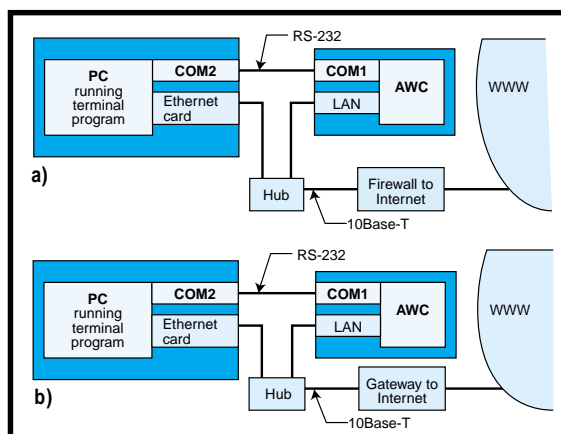 RS-232
PC
running
terminal
program
COM2
Ethernet
card
COM1
LAN
AWC
WWW
a)
Hub
Firewall to
Internet
10Base-T
RS-232
PC
running
terminal
program
COM2
Ethernet
card
COM1
LAN
AWC
WWW
b)
Hub
Gateway to
Internet
10Base-T